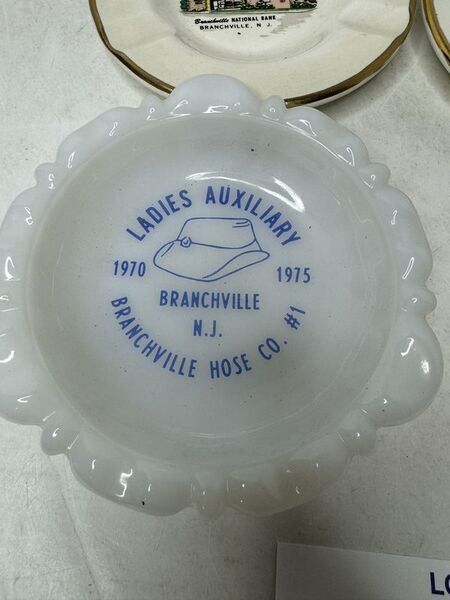 Branchville NATIONAL BANK
BRANCHVILLE, N. J.
LADIES AUXILIARY
1970 1975
BRANCHVILLE
N.J.
BRANCHVILLE HOSE CO. #1
LO